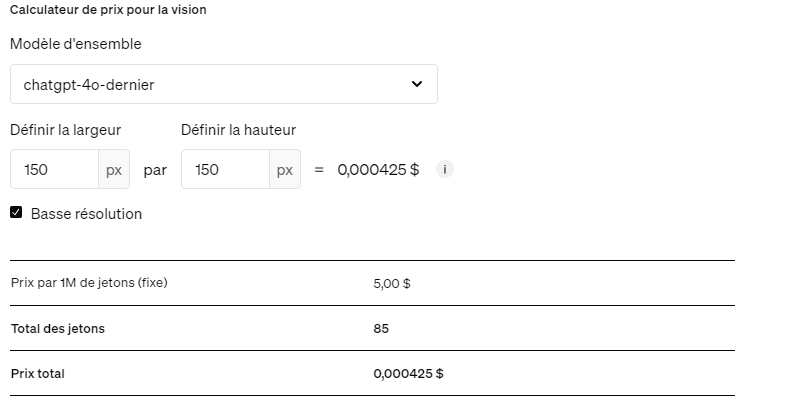 Calculateur de prix pour la vision
Modèle d'ensemble
chatgpt-4o-dernier
Définir la largeur Définir la hauteur
150 px par 150 px = 0,000425 $ i
Basse résolution
Prix par 1M de jetons (fixe) 5,00 $
Total des jetons 85
Prix total 0,000425 $